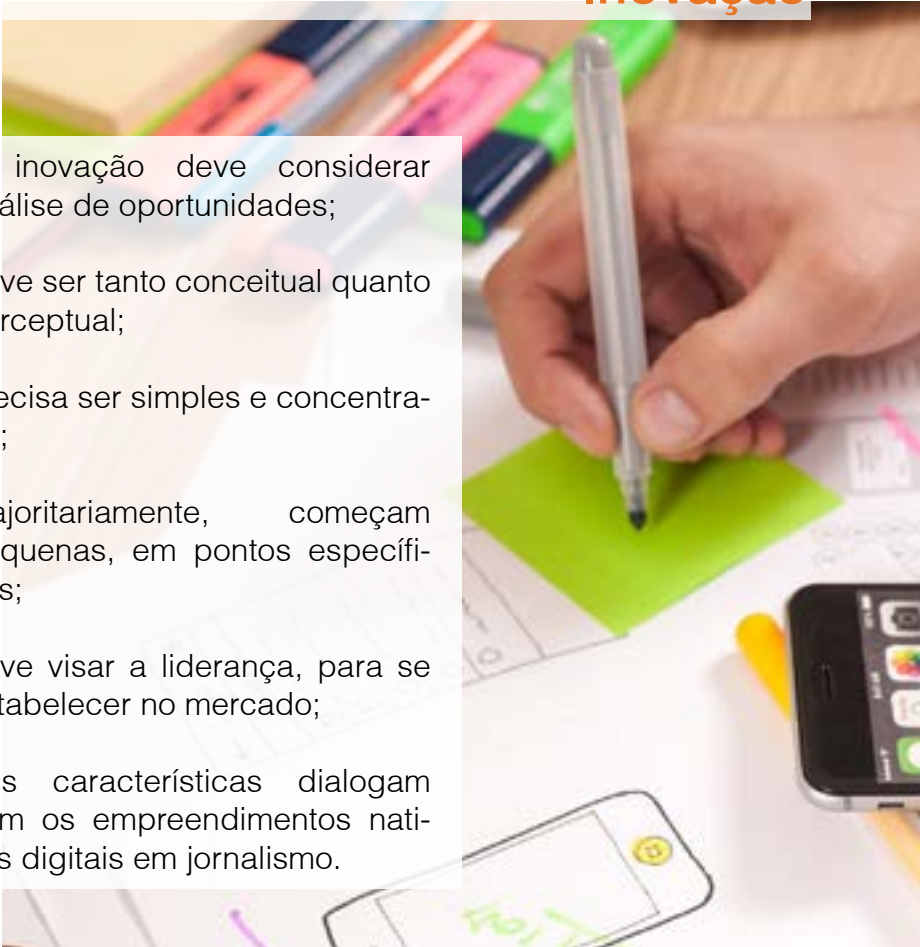 Inovação
inovação deve considerar
álise de oportunidades;
ve ser tanto conceitual quanto
rceptual;
ecisa ser simples e concentra-
;
ajoritariamente, começam
quenas, em pontos específi-
s;
ve visar a liderança, para se
tabelecer no mercado;
s características dialogam
m os empreendimentos nati-
s digitais em jornalismo.